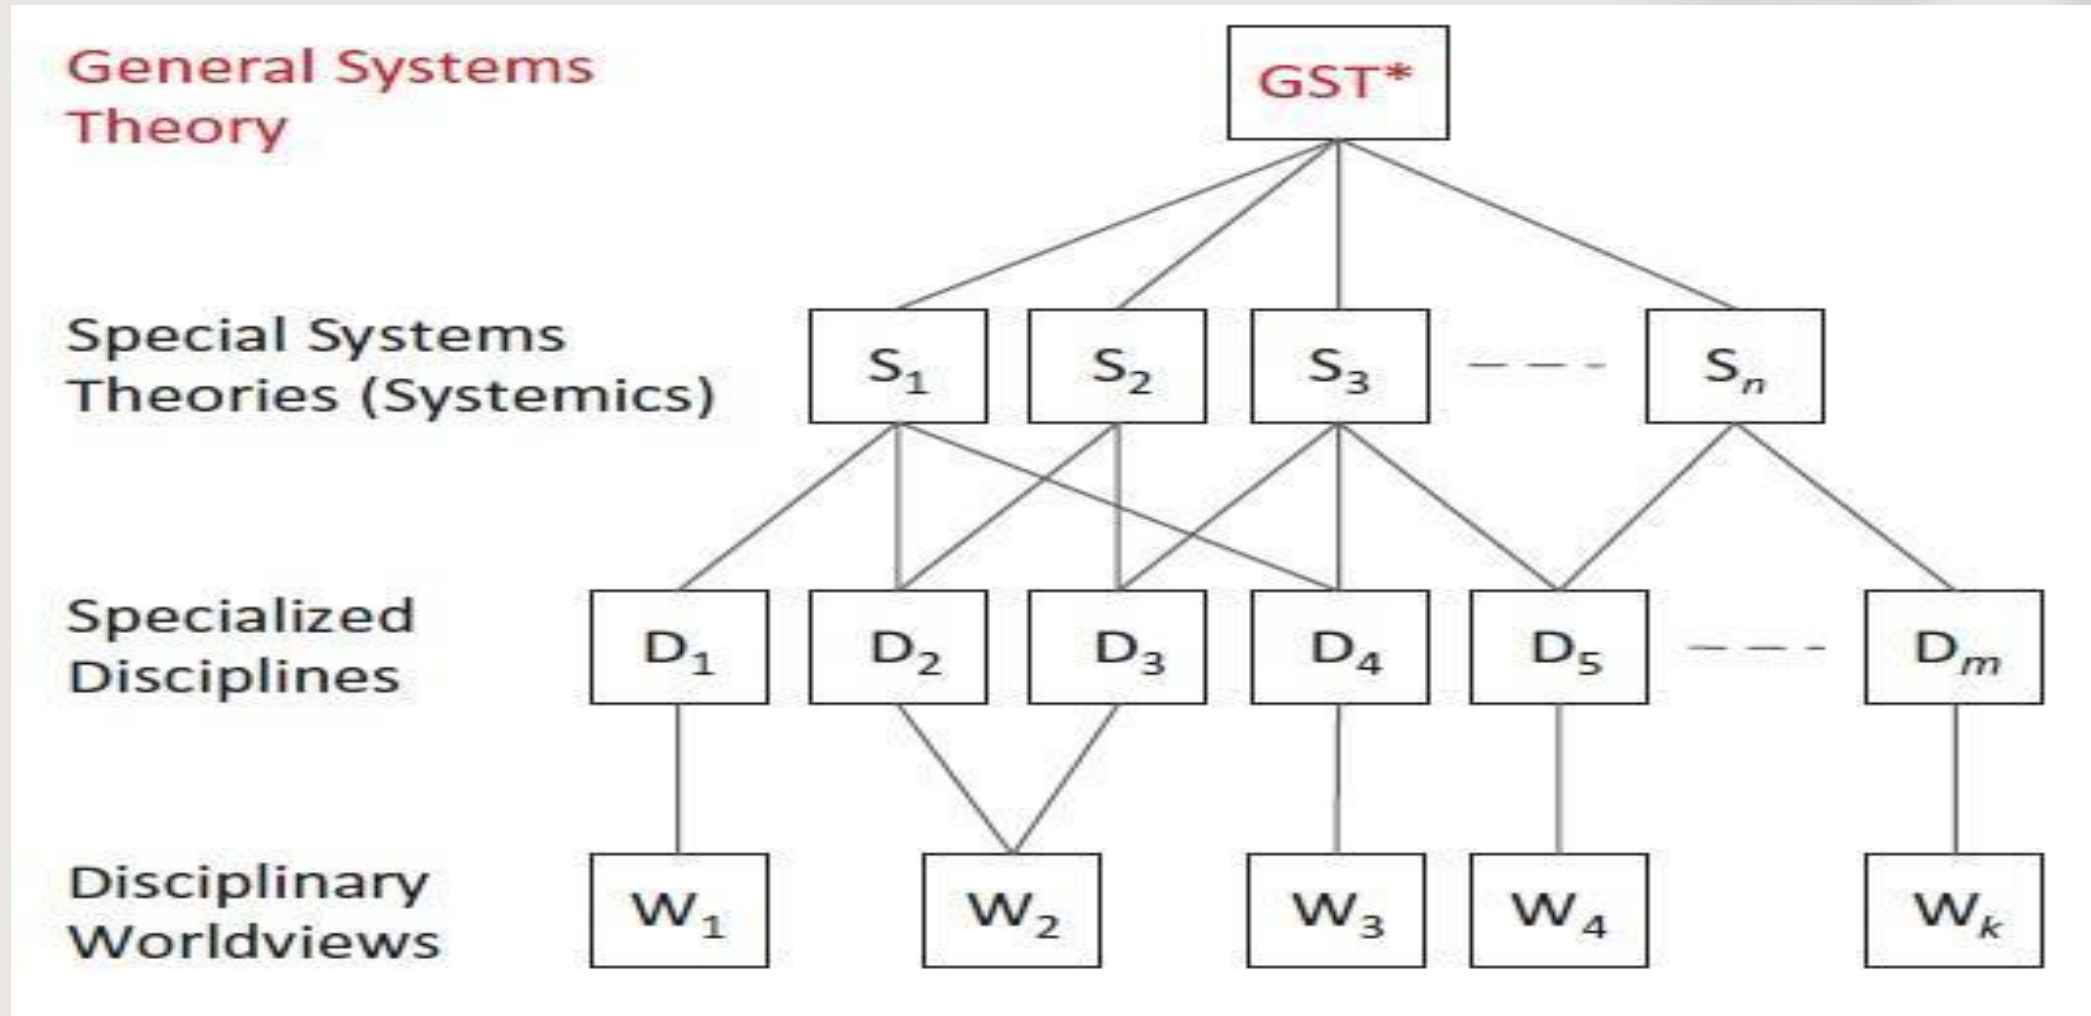 General Systems
Theory
GST*
Special Systems
Theories (Systemics)
S₁ S₂ S₃ --- Sₙ
Specialized
Disciplines
D₁ D₂ D₃ D₄ D₅ --- Dₘ
Disciplinary
Worldviews
W₁ W₂ W₃ W₄ Wₖ